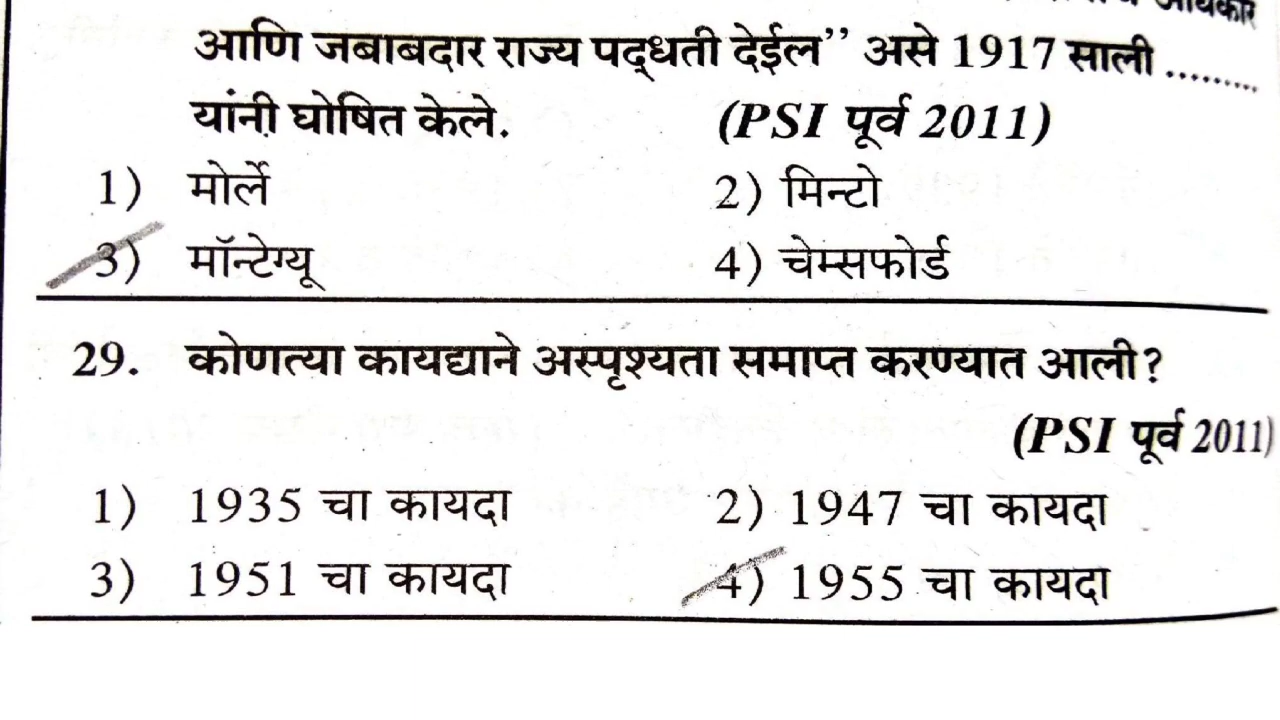 आणि जबाबदार राज्य पद्धती देईल” असे 1917 साली .........
यांनी घोषित केले. (PSI पूर्व 2011)
1) मोर्ले 2) मिन्टो
3) मॉन्टेग्यू 4) चेम्सफोर्ड
29. कोणत्या कायद्याने अस्पृश्यता समाप्त करण्यात आली?
(PSI पूर्व 2011)
1) 1935 चा कायदा 2) 1947 चा कायदा
3) 1951 चा कायदा 4) 1955 चा कायदा